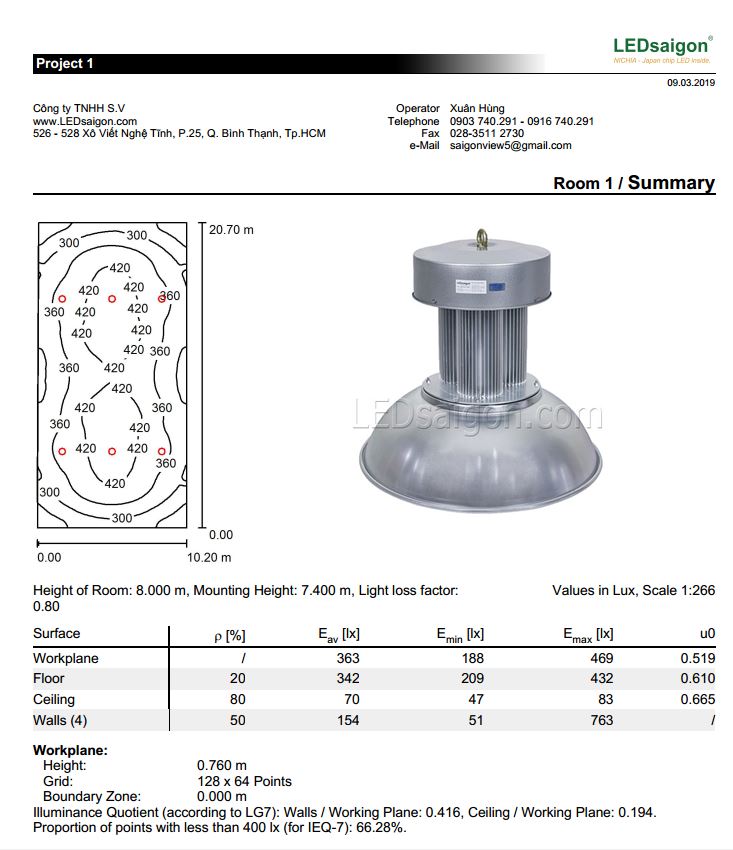 LEDsaigon®
NICHIA - Japan chip LED inside.
Project 1
09.03.2019
Công ty TNHH S.V
www.LEDsaigon.com
526 - 528 Xô Viết Nghệ Tĩnh, P.25, Q. Bình Thạnh, Tp.HCM
Operator Xuân Hùng
Telephone 0903 740.291 - 0916 740.291
Fax 028-3511 2730
e-Mail saigonview5@gmail.com
Room 1 / Summary
20.70 m
300
300
420
420
420
360
360
420
420
420
420
420
360
360
420
360
420
420
360
420
360
420
420
420
360
420
300
300
0.00
0.00
10.20 m
LEDsaigon.com
Height of Room: 8.000 m, Mounting Height: 7.400 m, Light loss factor:
0.80
Values in Lux, Scale 1:266
Surface ρ [%] Eav [lx] Emin [lx] Emax [lx] u0
Workplane / 363 188 469 0.519
Floor 20 342 209 432 0.610
Ceiling 80 70 47 83 0.665
Walls (4) 50 154 51 763 /
Workplane:
Height: 0.760 m
Grid: 128 x 64 Points
Boundary Zone: 0.000 m
Illuminance Quotient (according to LG7): Walls / Working Plane: 0.416, Ceiling / Working Plane: 0.194.
Proportion of points with less than 400 lx (for IEQ-7): 66.28%.